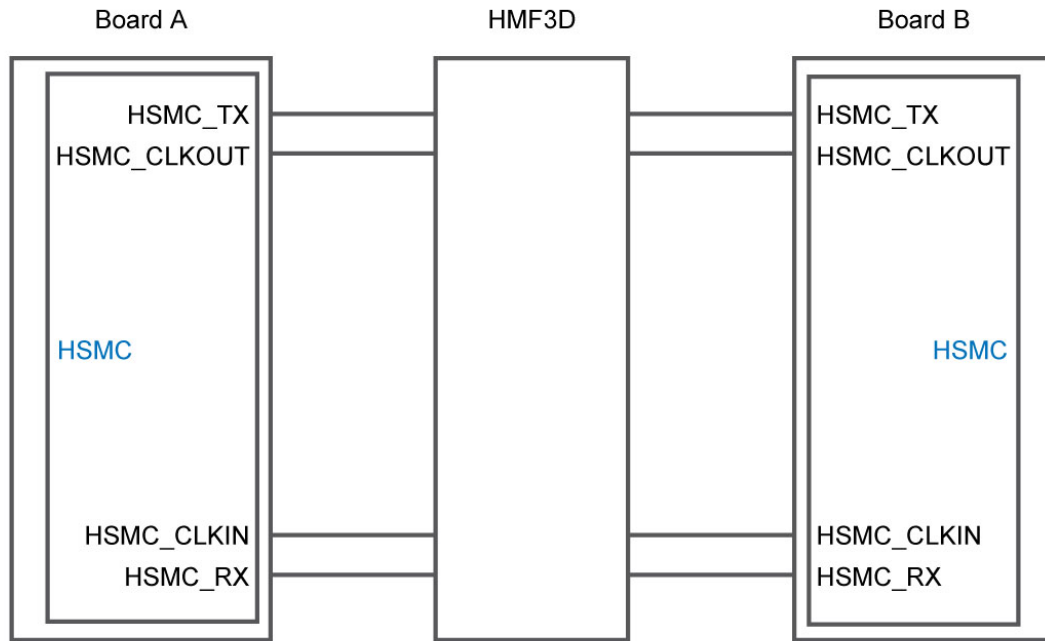 Board A
HMF3D
Board B
HSMC_TX
HSMC_CLKOUT
HSMC
HSMC_CLKIN
HSMC_RX
HSMC_TX
HSMC_CLKOUT
HSMC
HSMC_CLKIN
HSMC_RX